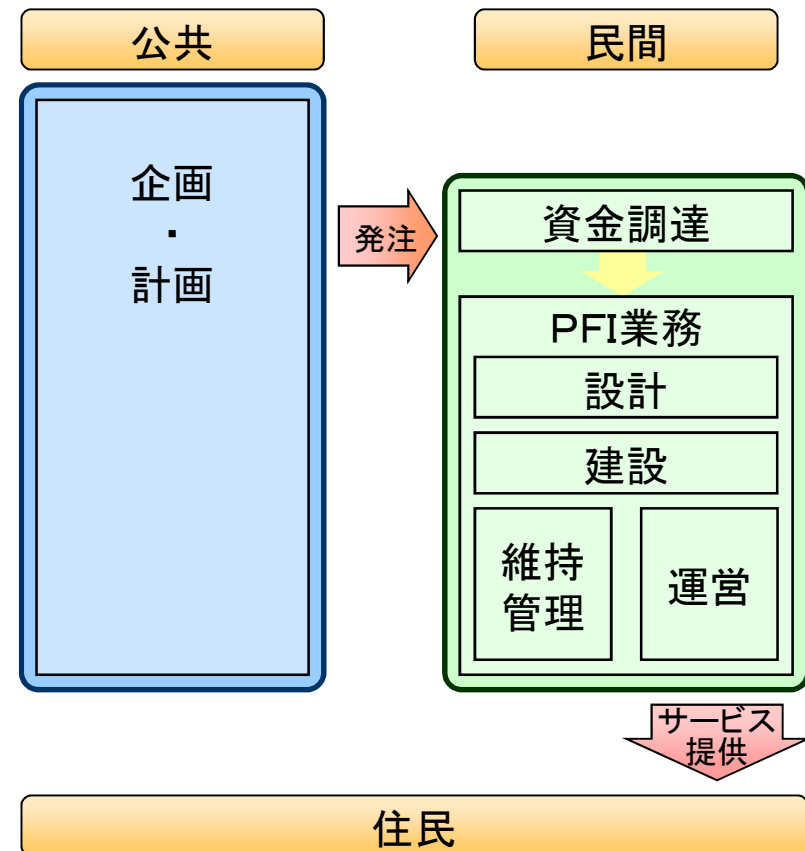 公共
民間
企画
・
計画
発注
資金調達
PFI業務
設計
建設
維持
管理
運営
サービス
提供
住民